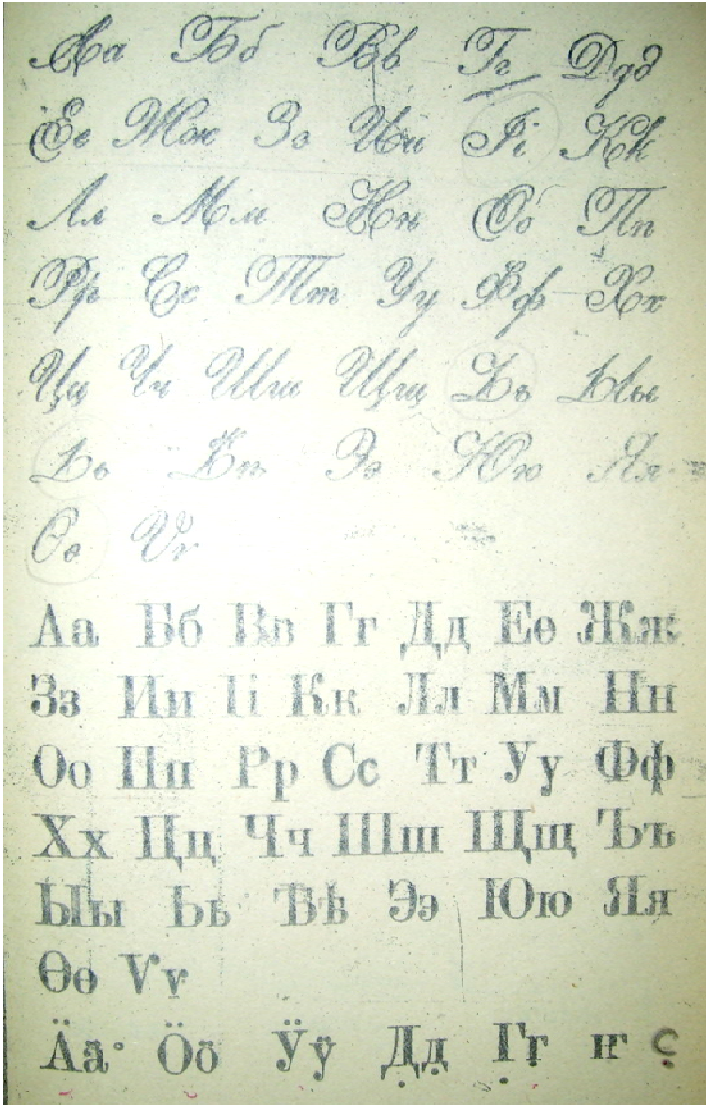 Аа Бб Вв Гг Ддд
Ее Жж Зз Ии Іі Кк
Лл Мм Нн Оо Пп
Рр Сс Тт Уу Фф Хх
Цц Чч Шш Щщ Ъъ Ыы
Ьь Ѣѣ Ээ Юю Яя
Ѳѳ Ѵѵ
Аа Бб Вв Гг Дд Ее Жж
Зз Ии Іі Кк Лл Мм Нн
Оо Пп Рр Сс Тт Уу Фф
Хх Цц Чч Шш Щщ Ъъ
Ыы Ьь Ѣѣ Ээ Юю Яя
Ѳѳ Ѵѵ
Ӓӓ Ӧӧ Ӱӱ Д̣д̣ Г̣г̣ ҥ